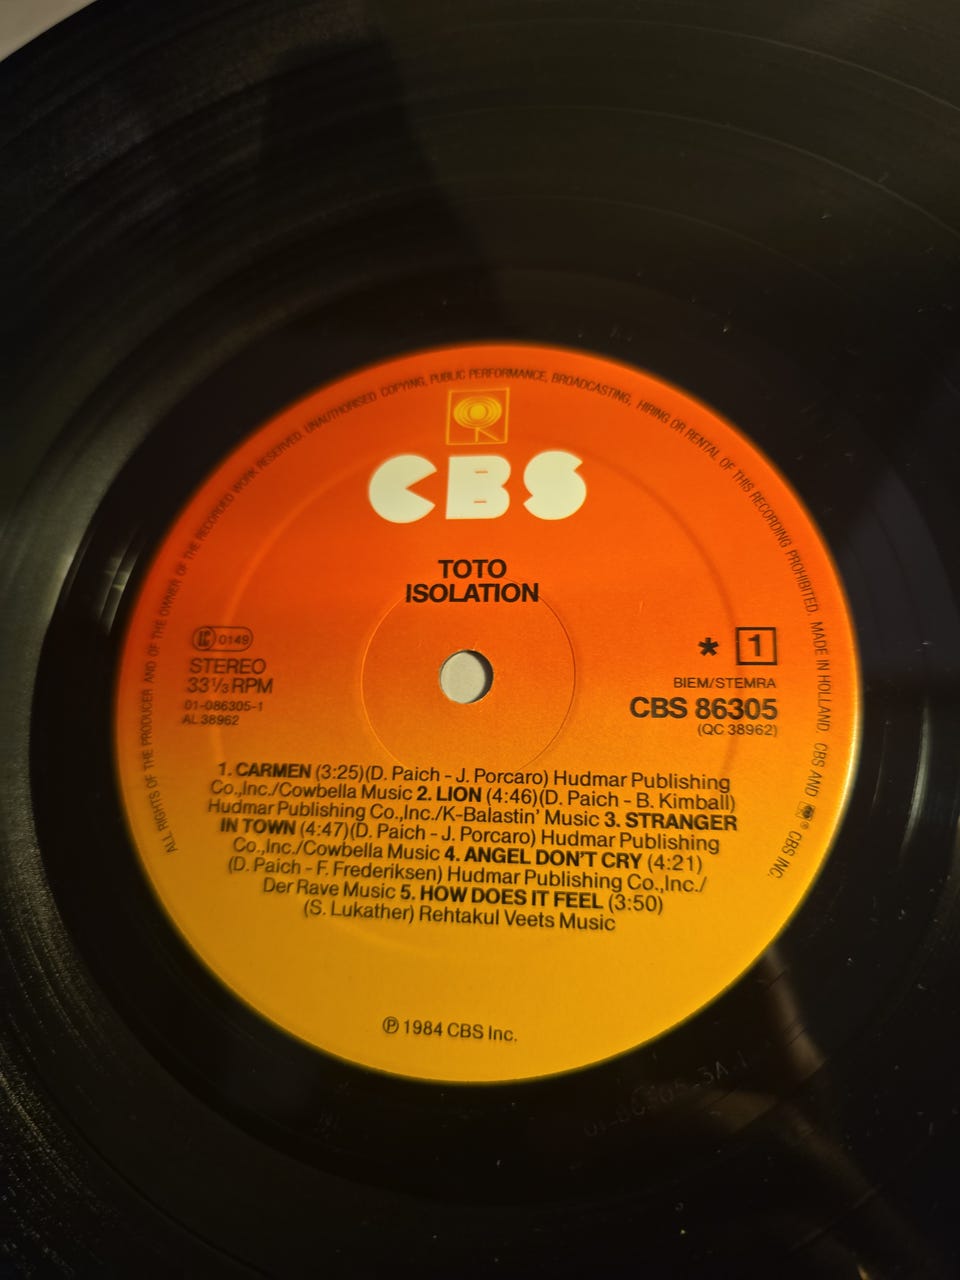 ALL RIGHTS OF THE PRODUCER AND OF THE OWNER OF THE RECORDED WORK RESERVED. UNAUTHORISED COPYING, PUBLIC PERFORMANCE, BROADCASTING, HIRING OR RENTAL OF THIS RECORDING PROHIBITED. MADE IN HOLLAND. CBS AND ® CBS INC.
CBS
TOTO
ISOLATION
LC 0149
STEREO
33⅓ RPM
01-086305-1
AL 38962
* 1
BIEM/STEMRA
CBS 86305
(QC 38962)
1. CARMEN (3:25)(D. Paich - J. Porcaro) Hudmar Publishing
Co.,Inc./Cowbella Music 2. LION (4:46)(D. Paich - B. Kimball)
Hudmar Publishing Co.,Inc./K-Balastin' Music 3. STRANGER
IN TOWN (4:47)(D. Paich - J. Porcaro) Hudmar Publishing
Co.,Inc./Cowbella Music 4. ANGEL DON'T CRY (4:21)
(D. Paich - F. Frederiksen) Hudmar Publishing Co.,Inc./
Der Rave Music 5. HOW DOES IT FEEL (3:50)
(S. Lukather) Rehtakul Veets Music
℗ 1984 CBS Inc.